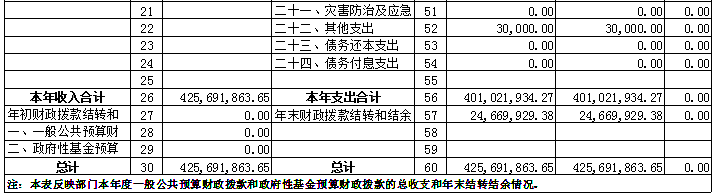 21 二十一、灾害防治及应急 51 0.00 0.00 0.00
22 二十二、其他支出 52 30,000.00 30,000.00 0.00
23 二十三、债务还本支出 53 0.00 0.00 0.00
24 二十四、债务付息支出 54 0.00 0.00 0.00
25 55
本年收入合计 26 425,691,863.65 本年支出合计 56 401,021,934.27 401,021,934.27 0.00
年初财政拨款结转和 27 0.00 年末财政拨款结转和结余 57 24,669,929.38 24,669,929.38 0.00
一、一般公共预算财 28 0.00 58
二、政府性基金预算 29 0.00 59
总计 30 425,691,863.65 总计 60 425,691,863.65 425,691,863.65 0.00
注：本表反映部门本年度一般公共预算财政拨款和政府性基金预算财政拨款的总收支和年末结转结余情况。